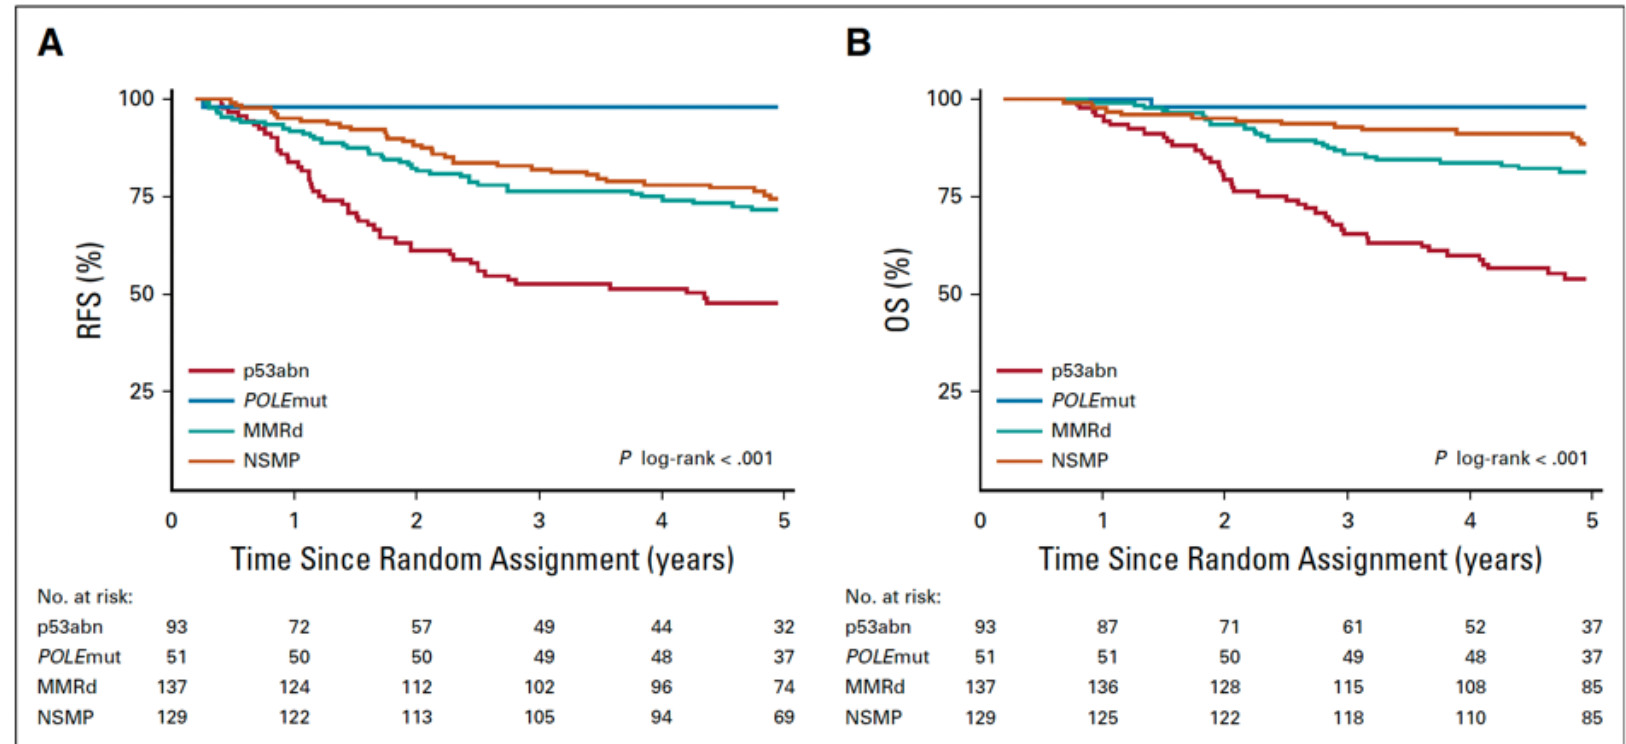 A
100
75
50
25
RFS (%)
p53abn
POLEmut
MMRd
NSMP
P log-rank < .001
0 1 2 3 4 5
Time Since Random Assignment (years)
No. at risk:
p53abn 93 72 57 49 44 32
POLEmut 51 50 50 49 48 37
MMRd 137 124 112 102 96 74
NSMP 129 122 113 105 94 69
B
100
75
50
25
OS (%)
p53abn
POLEmut
MMRd
NSMP
P log-rank < .001
0 1 2 3 4 5
Time Since Random Assignment (years)
No. at risk:
p53abn 93 87 71 61 52 37
POLEmut 51 51 50 49 48 37
MMRd 137 136 128 115 108 85
NSMP 129 125 122 118 110 85